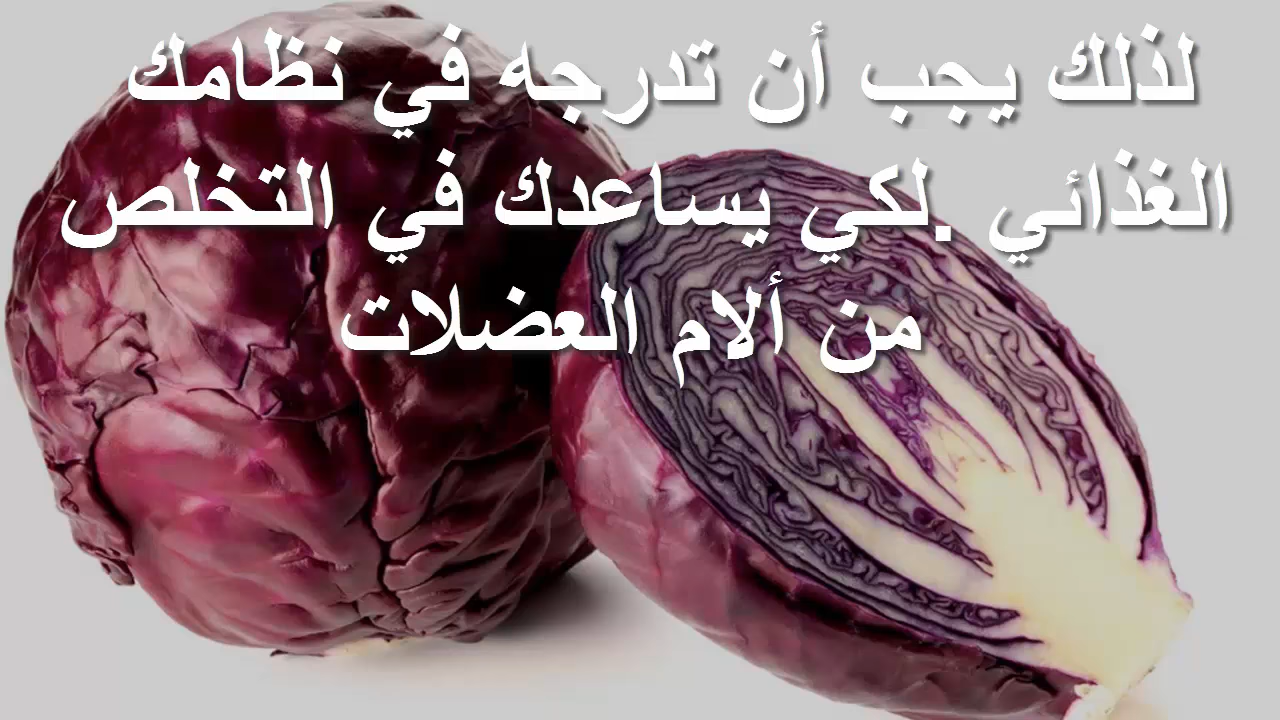 لذلك يجب أن تدرجه في نظامك
الغذائي .لكي يساعدك في التخلص
من ألام العضلات